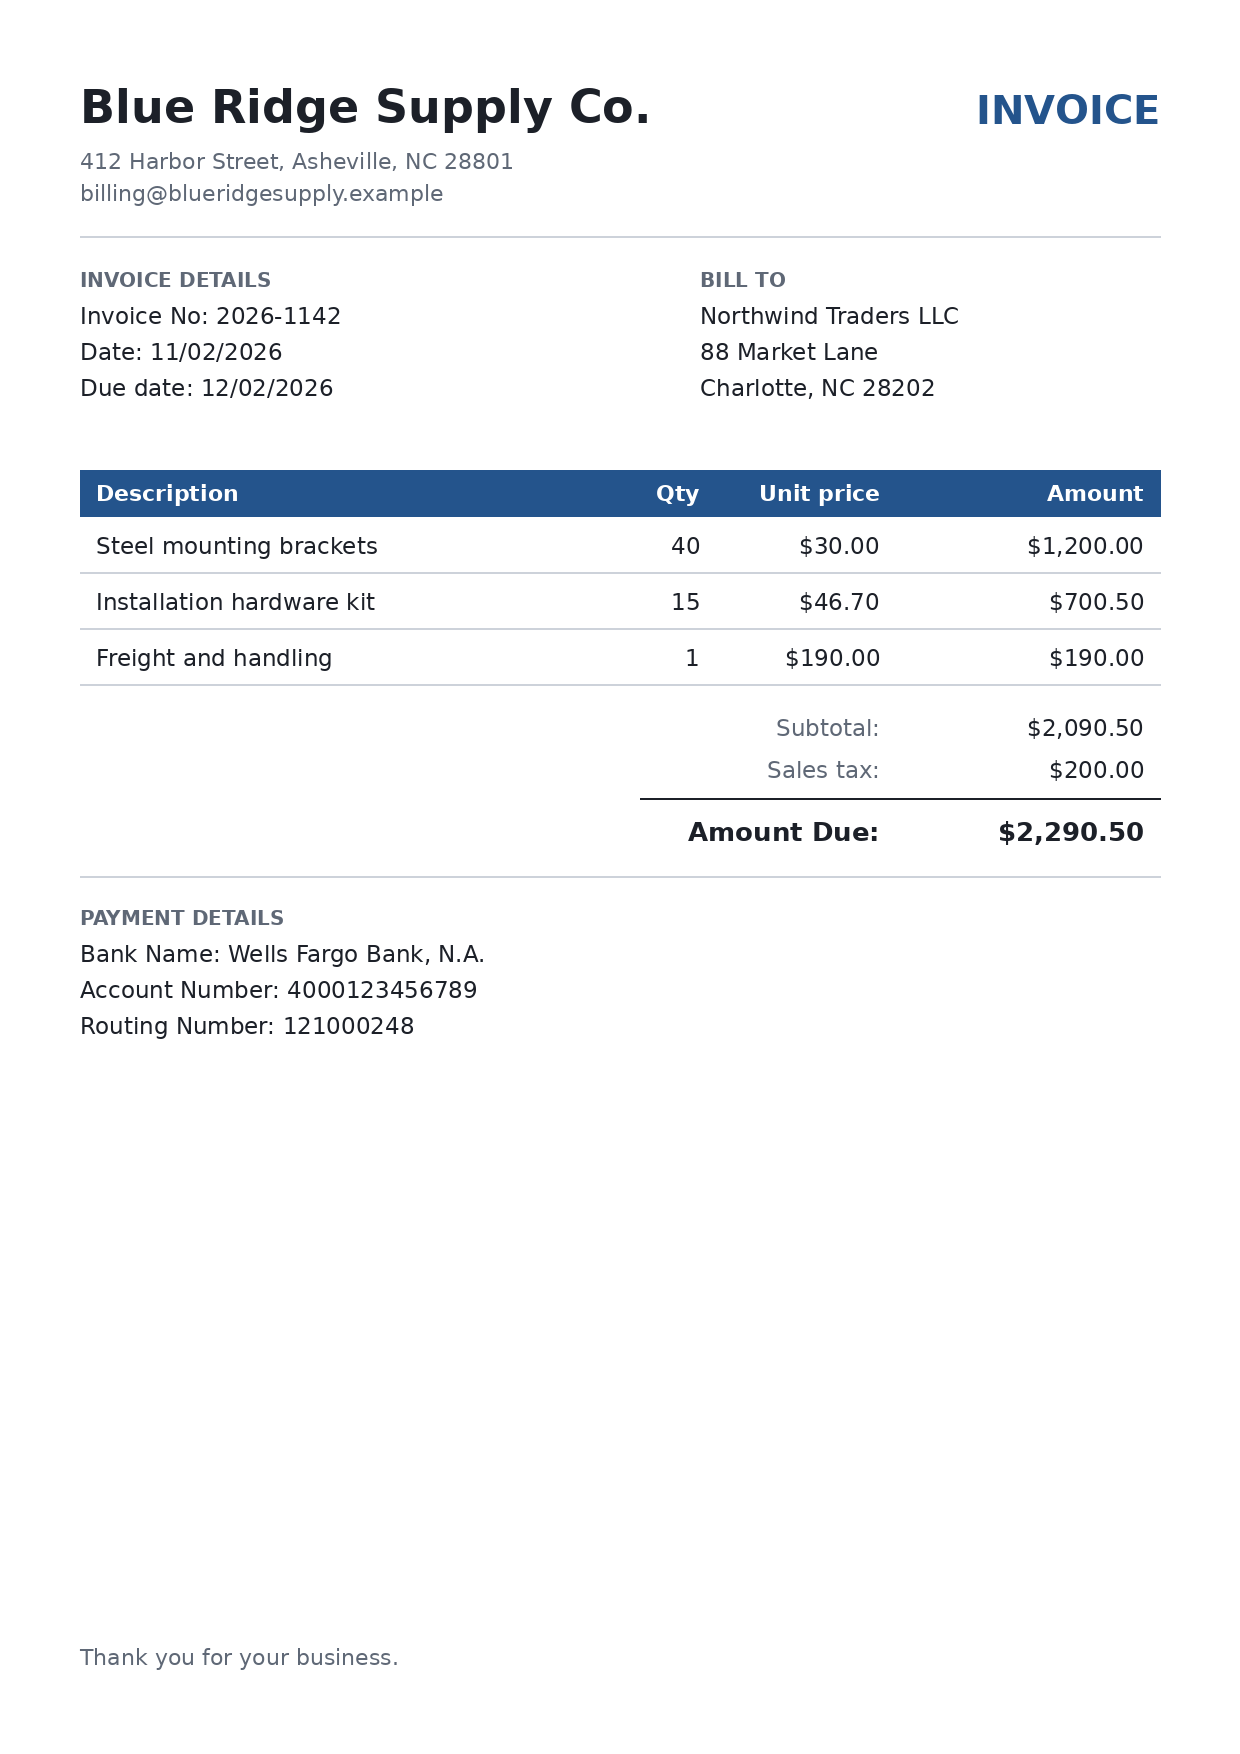 Blue Ridge Supply Co. INVOICE
412 Harbor Street, Asheville, NC 28801
billing@blueridgesupply.example
INVOICE DETAILS
Invoice No: 2026-1142
Date: 11/02/2026
Due date: 12/02/2026
BILL TO
Northwind Traders LLC
88 Market Lane
Charlotte, NC 28202
Description Qty Unit price Amount
Steel mounting brackets 40 $30.00 $1,200.00
Installation hardware kit 15 $46.70 $700.50
Freight and handling 1 $190.00 $190.00
Subtotal: $2,090.50
Sales tax: $200.00
Amount Due: $2,290.50
PAYMENT DETAILS
Bank Name: Wells Fargo Bank, N.A.
Account Number: 4000123456789
Routing Number: 121000248
Thank you for your business.